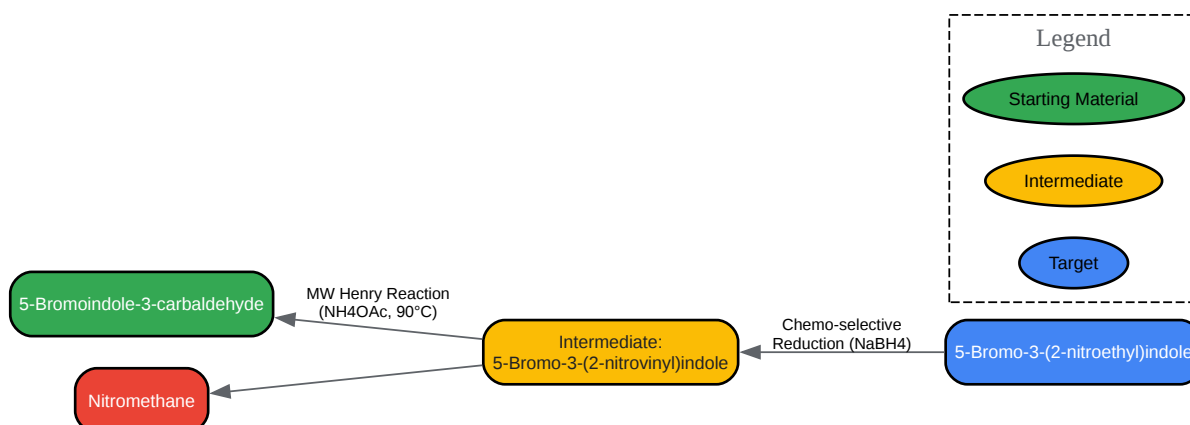 Legend
Starting Material
Intermediate
Target
5-Bromoindole-3-carbaldehyde
MW Henry Reaction
(NH4OAc, 90°C)
Nitromethane
Intermediate:
5-Bromo-3-(2-nitrovinyl)indole
Chemo-selective
Reduction (NaBH4)
5-Bromo-3-(2-nitroethyl)indole